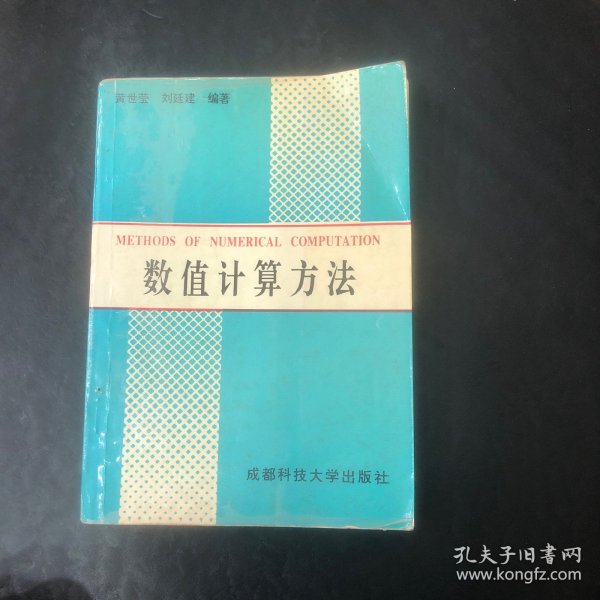 黄世莹 刘廷建 编著
METHODS OF NUMERICAL COMPUTATION
数值计算方法
成都科技大学出版社
孔夫子旧书网
www.kongfz.com